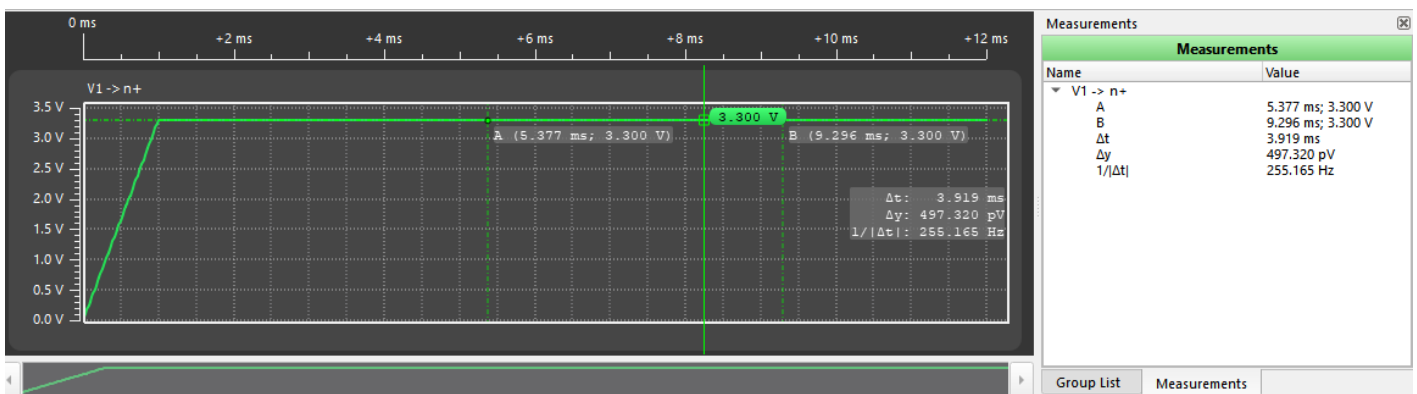 0 ms
+2 ms
+4 ms
+6 ms
+8 ms
+10 ms
+12 ms
V1 -> n+
3.5 V
3.0 V
2.5 V
2.0 V
1.5 V
1.0 V
0.5 V
0.0 V
3.300 V
A (5.377 ms; 3.300 V)
B (9.296 ms; 3.300 V)
Δt: 3.919 ms
Δy: 497.320 pV
1/|Δt|: 255.165 Hz
Measurements
Measurements
Name Value
V1 -> n+
A 5.377 ms; 3.300 V
B 9.296 ms; 3.300 V
Δt 3.919 ms
Δy 497.320 pV
1/|Δt| 255.165 Hz
Group List Measurements